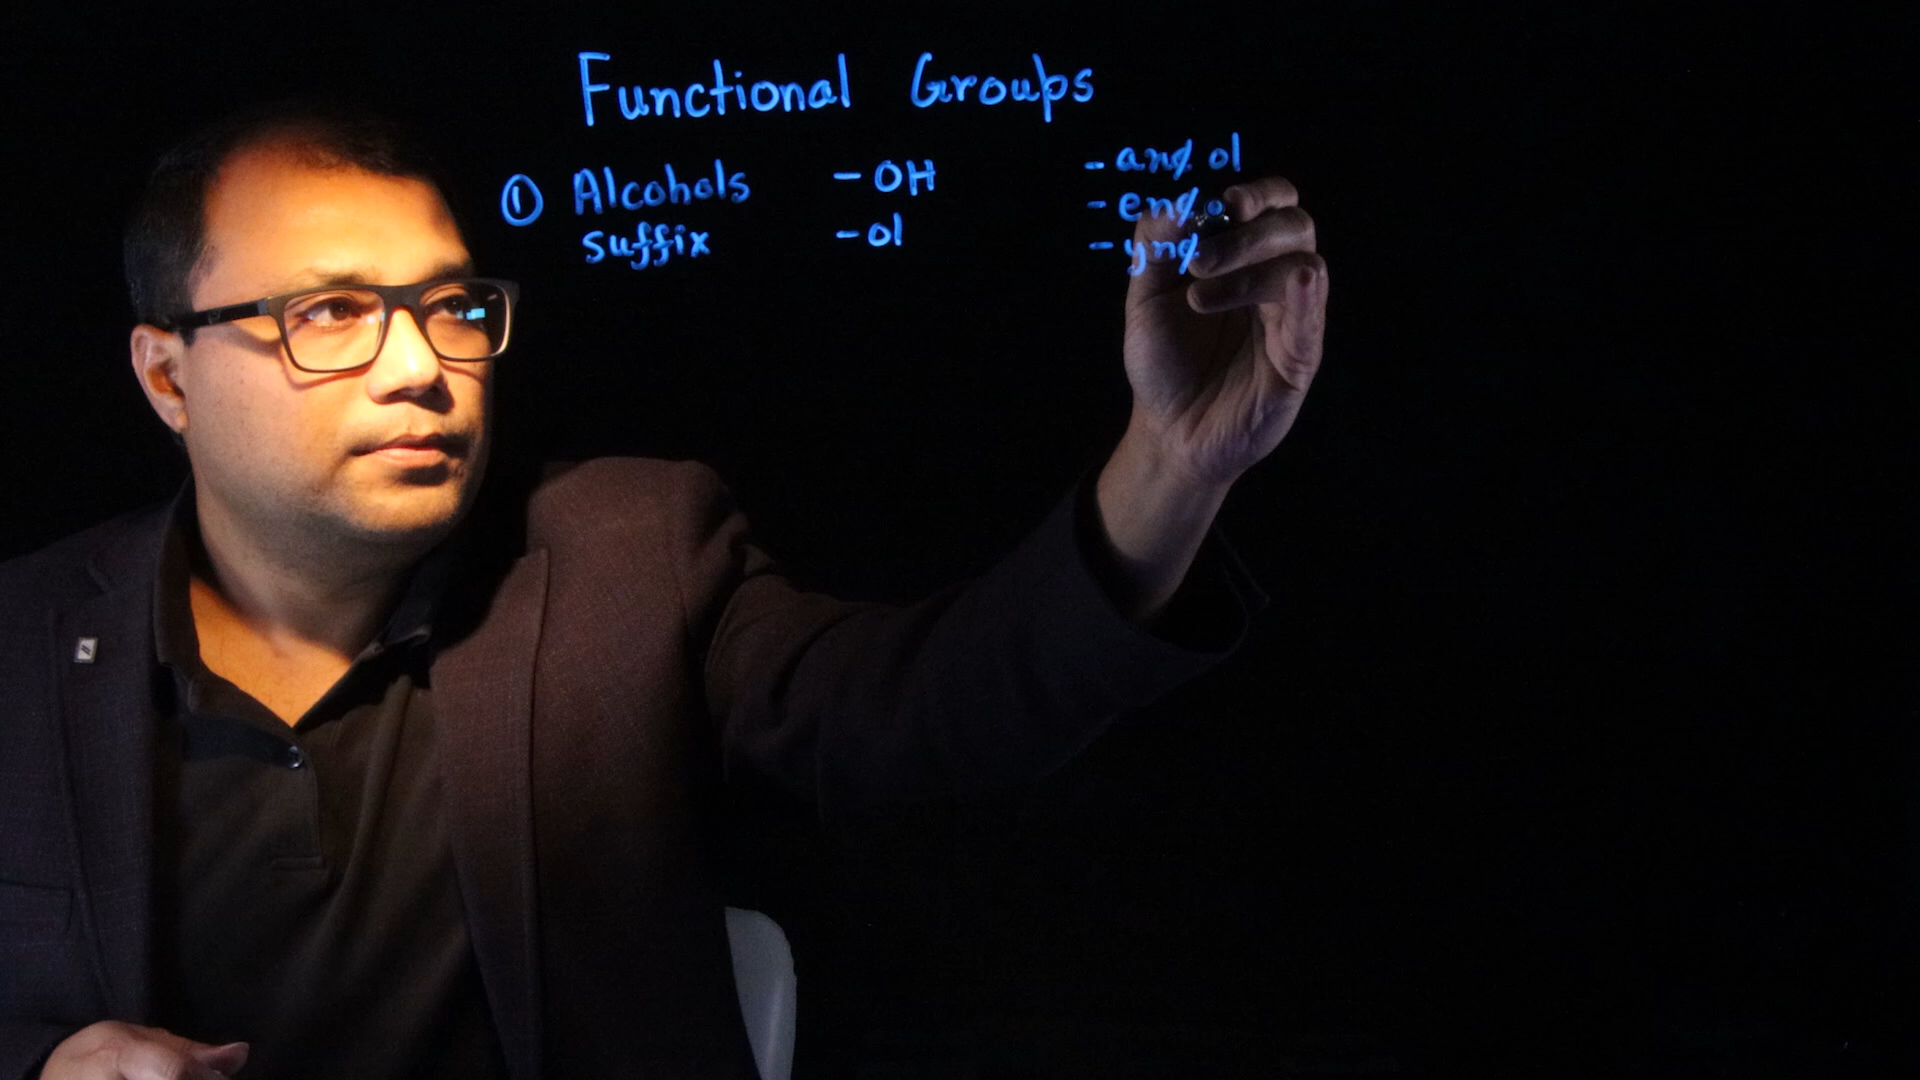 Functional Groups
① Alcohols -OH -ane ol
suffix -ol -ene o
-yne